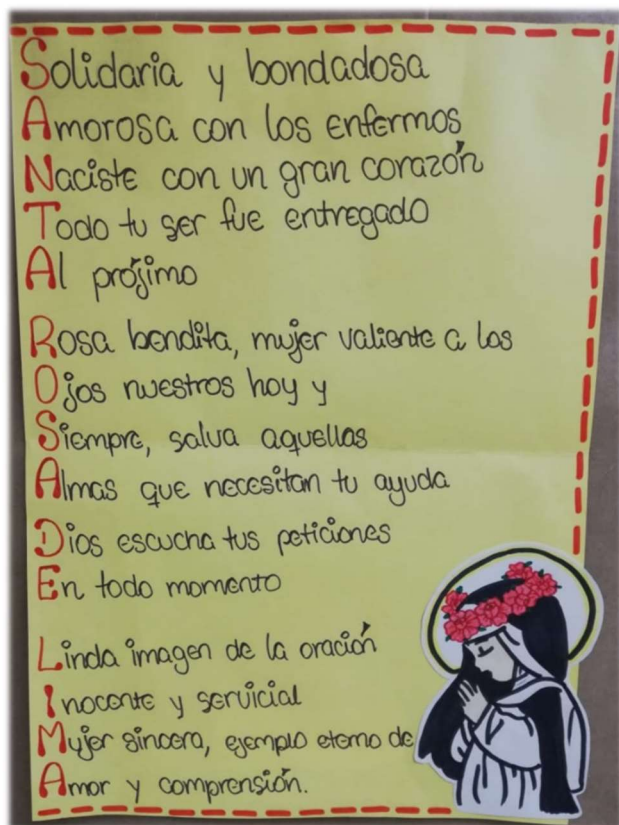 Solidaria y bondadosa
Amorosa con los enfermos
Naciste con un gran corazón
Todo tu ser fue entregado
Al prójimo
Rosa bendita, mujer valiente a los
Ojos nuestros hoy y
Siempre, salva aquellas
Almas que necesitan tu ayuda
Dios escucha tus peticiones
En todo momento
Linda imagen de la oración
Inocente y servicial
Mujer sincera, ejemplo eterno de
Amor y comprensión.